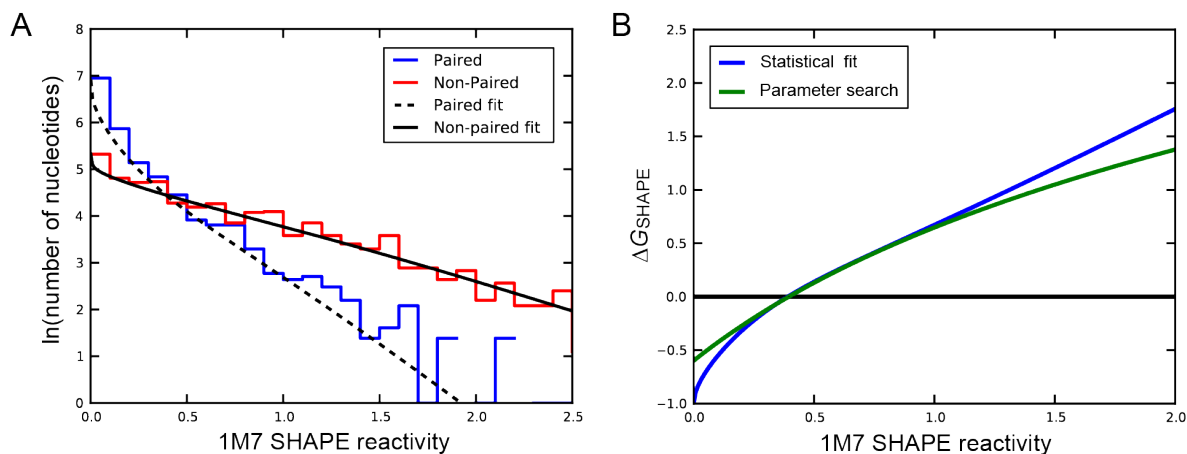 A
ln(number of nucleotides)
8
7
6
5
4
3
2
1
0
Paired
Non-Paired
Paired fit
Non-paired fit
0.0 0.5 1.0 1.5 2.0 2.5
1M7 SHAPE reactivity
B
ΔGSHAPE
2.5
2.0
1.5
1.0
0.5
0.0
−0.5
−1.0
Statistical fit
Parameter search
0.0 0.5 1.0 1.5 2.0
1M7 SHAPE reactivity